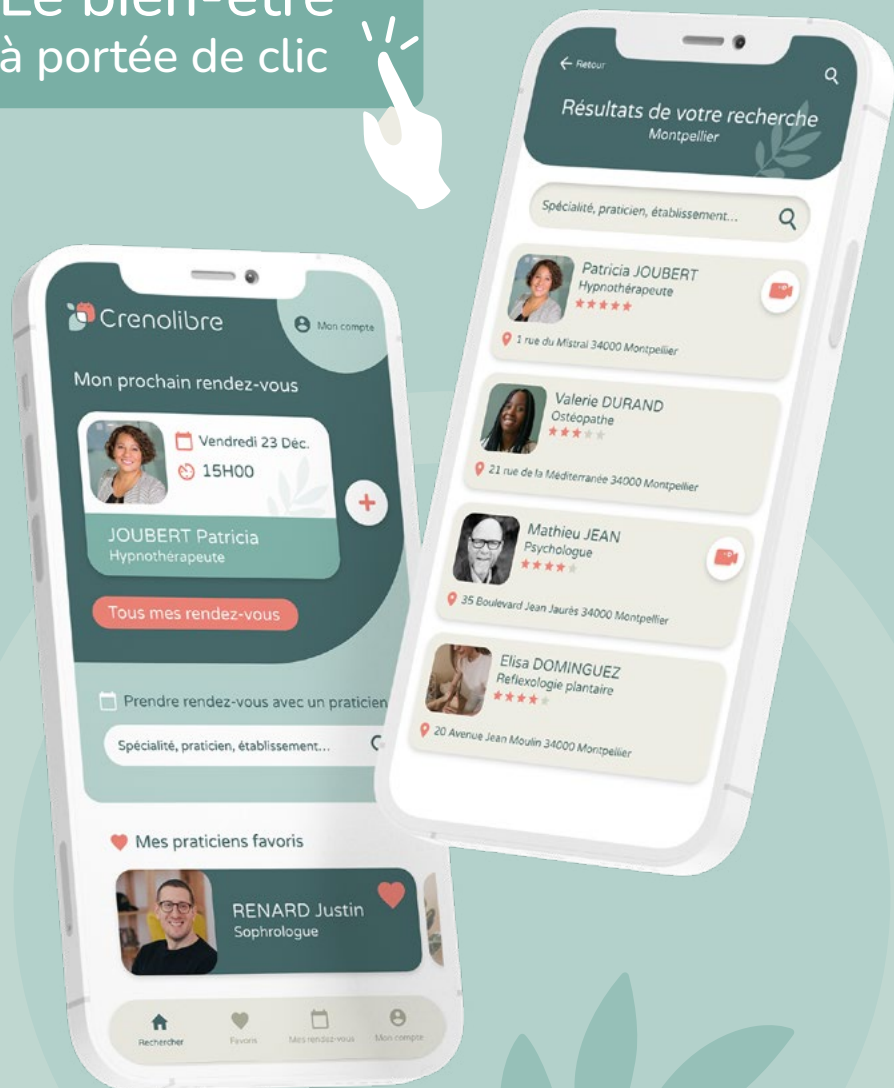 Le bien-être
à portée de clic
Crenolibre
Mon compte
Mon prochain rendez-vous
Vendredi 23 Déc.
15H00
JOUBERT Patricia
Hypnothérapeute
Tous mes rendez-vous
Prendre rendez-vous avec un praticien
Spécialité, praticien, établissement...
Mes praticiens favoris
RENARD Justin
Sophrologue
Rechercher
Favoris
Mes rendez-vous
Mon compte
Retour
Résultats de votre recherche
Montpellier
Spécialité, praticien, établissement...
Patricia JOUBERT
Hypnothérapeute
1 rue du Mistral 34000 Montpellier
Valerie DURAND
Ostéopathe
21 rue de la Méditerranée 34000 Montpellier
Mathieu JEAN
Psychologue
35 Boulevard Jean Jaurès 34000 Montpellier
Elisa DOMINGUEZ
Reflexologie plantaire
20 Avenue Jean Moulin 34000 Montpellier